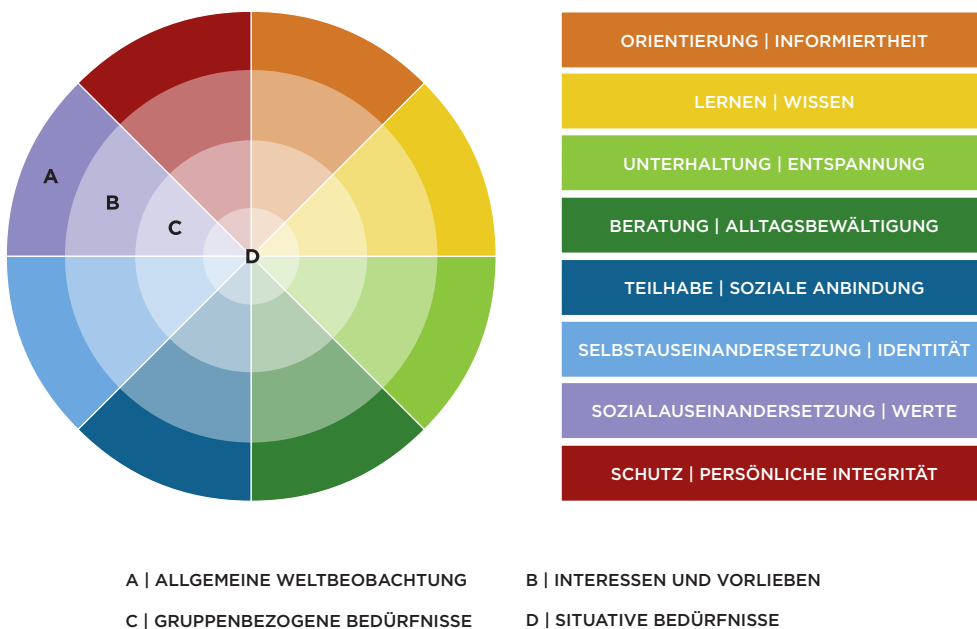 A
B
C
D
ORIENTIERUNG | INFORMIERTHEIT
LERNEN | WISSEN
UNTERHALTUNG | ENTSPANNUNG
BERATUNG | ALLTAGSBEWÄLTIGUNG
TEILHABE | SOZIALE ANBINDUNG
SELBSTAUSEINANDERSETZUNG | IDENTITÄT
SOZIALAUSEINANDERSETZUNG | WERTE
SCHUTZ | PERSÖNLICHE INTEGRITÄT
A | ALLGEMEINE WELTBEOBACHTUNG
B | INTERESSEN UND VORLIEBEN
C | GRUPPENBEZOGENE BEDÜRFNISSE
D | SITUATIVE BEDÜRFNISSE